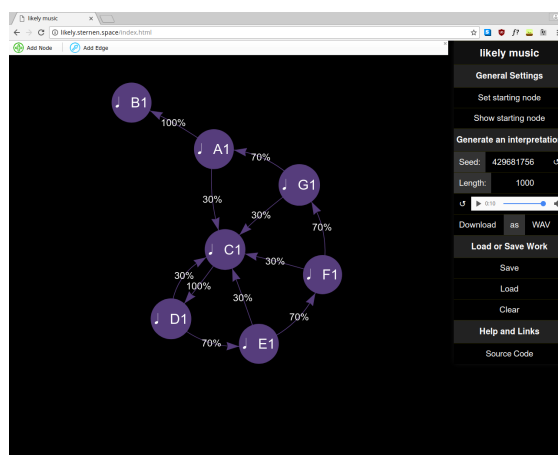 likely music
likely.sternen.space/index.html
Add Node
Add Edge
B1
100%
A1
70%
G1
30%
30%
70%
C1
30%
F1
30%
100%
30%
70%
D1
70%
E1
likely music
General Settings
Set starting node
Show starting node
Generate an interpretation
Seed: 429681756
Length: 1000
0:10
Download as WAV
Load or Save Work
Save
Load
Clear
Help and Links
Source Code